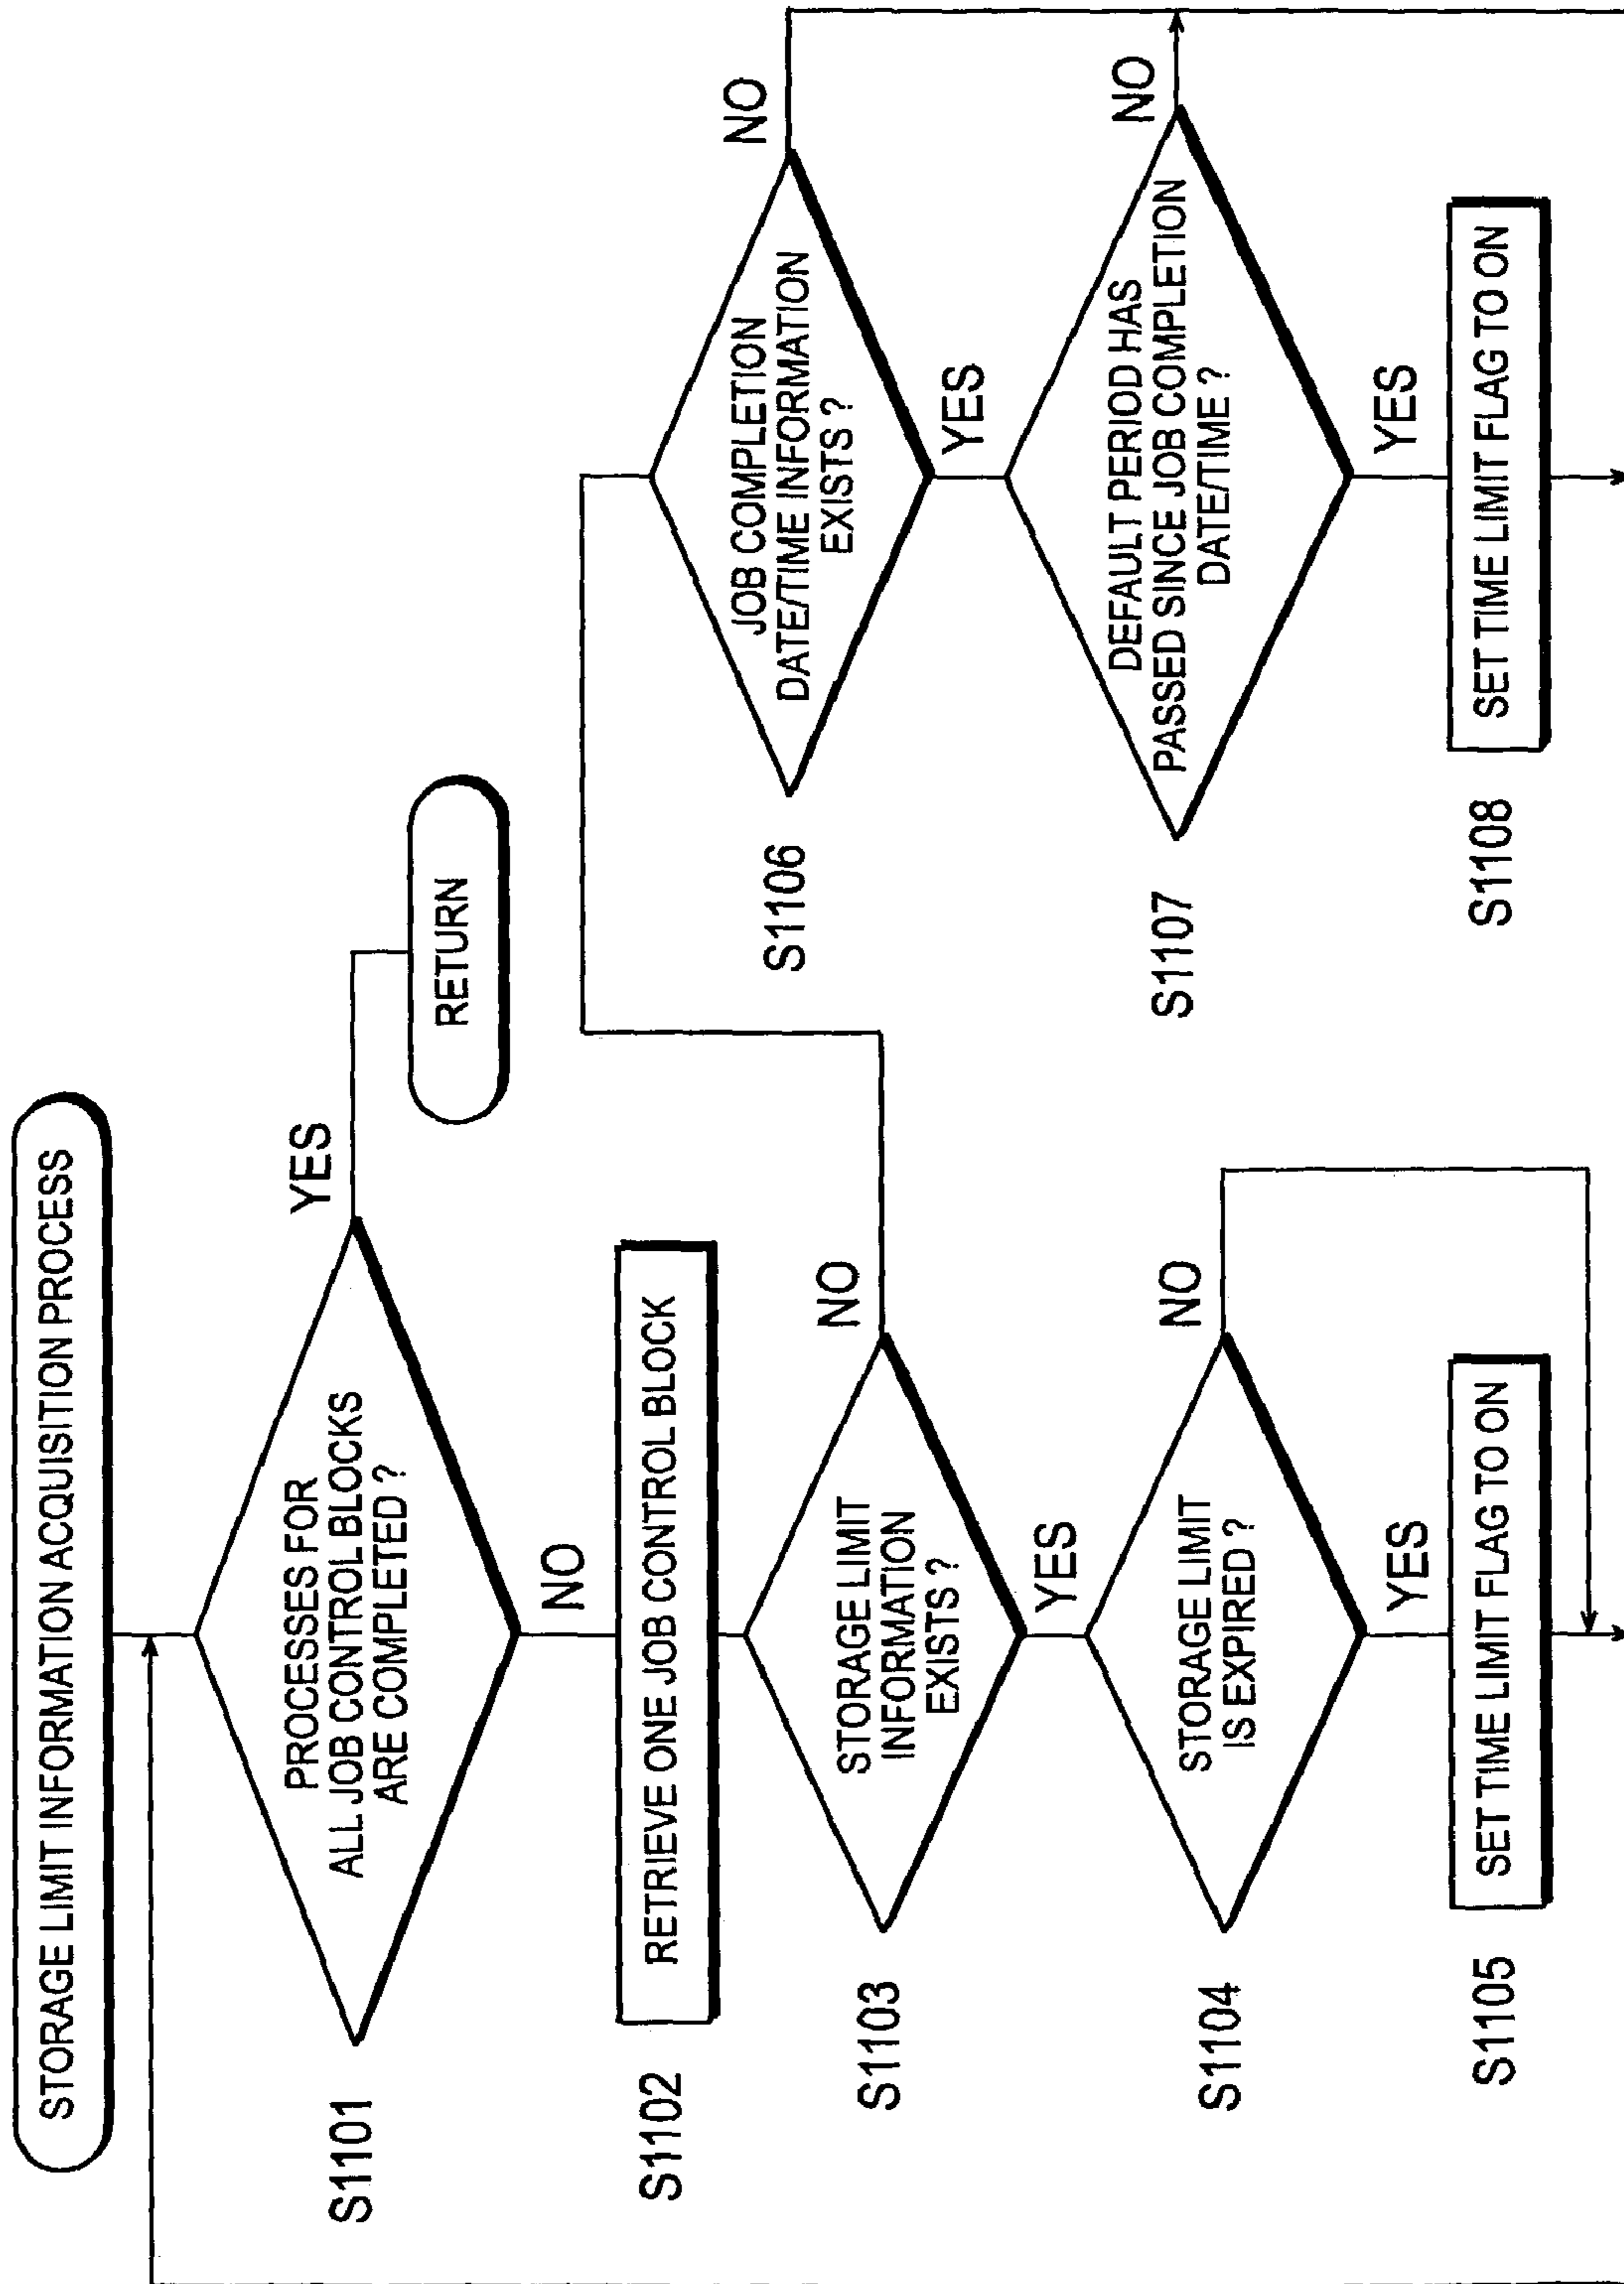 STORAGE LIMIT INFORMATION ACQUISITION PROCESS
S1101
PROCESSES FOR
ALL JOB CONTROL BLOCKS
ARE COMPLETED ?
YES
RETURN
NO
S1102
RETRIEVE ONE JOB CONTROL BLOCK
S1103
STORAGE LIMIT
INFORMATION
EXISTS ?
NO
YES
S1104
STORAGE LIMIT
IS EXPIRED ?
NO
YES
S1105
SET TIME LIMIT FLAG TO ON
S1106
JOB COMPLETION
DATE/TIME INFORMATION
EXISTS ?
NO
YES
S1107
DEFAULT PERIOD HAS
PASSED SINCE JOB COMPLETION
DATE/TIME ?
NO
YES
S1108
SET TIME LIMIT FLAG TO ON